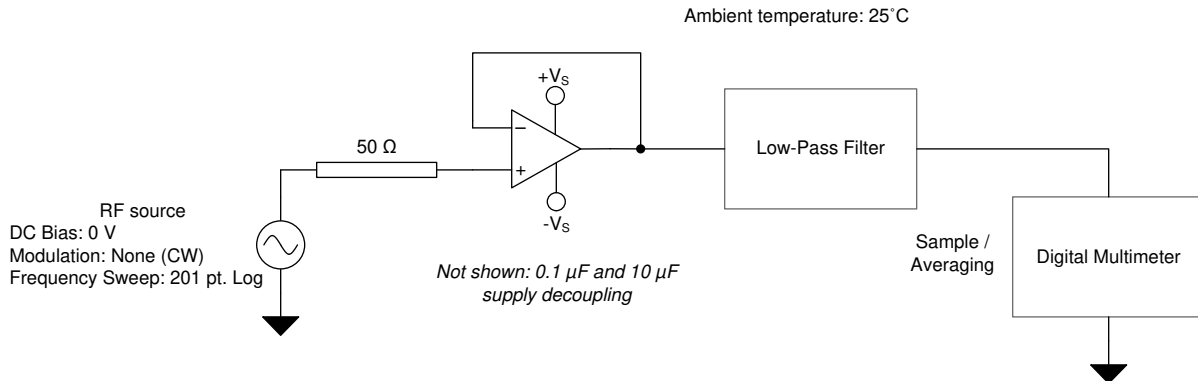 Ambient temperature: 25˚C
+VS
50 Ω
−
+
-VS
Low-Pass Filter
RF source
DC Bias: 0 V
Modulation: None (CW)
Frequency Sweep: 201 pt. Log
Not shown: 0.1 µF and 10 µF
supply decoupling
Sample /
Averaging
Digital Multimeter